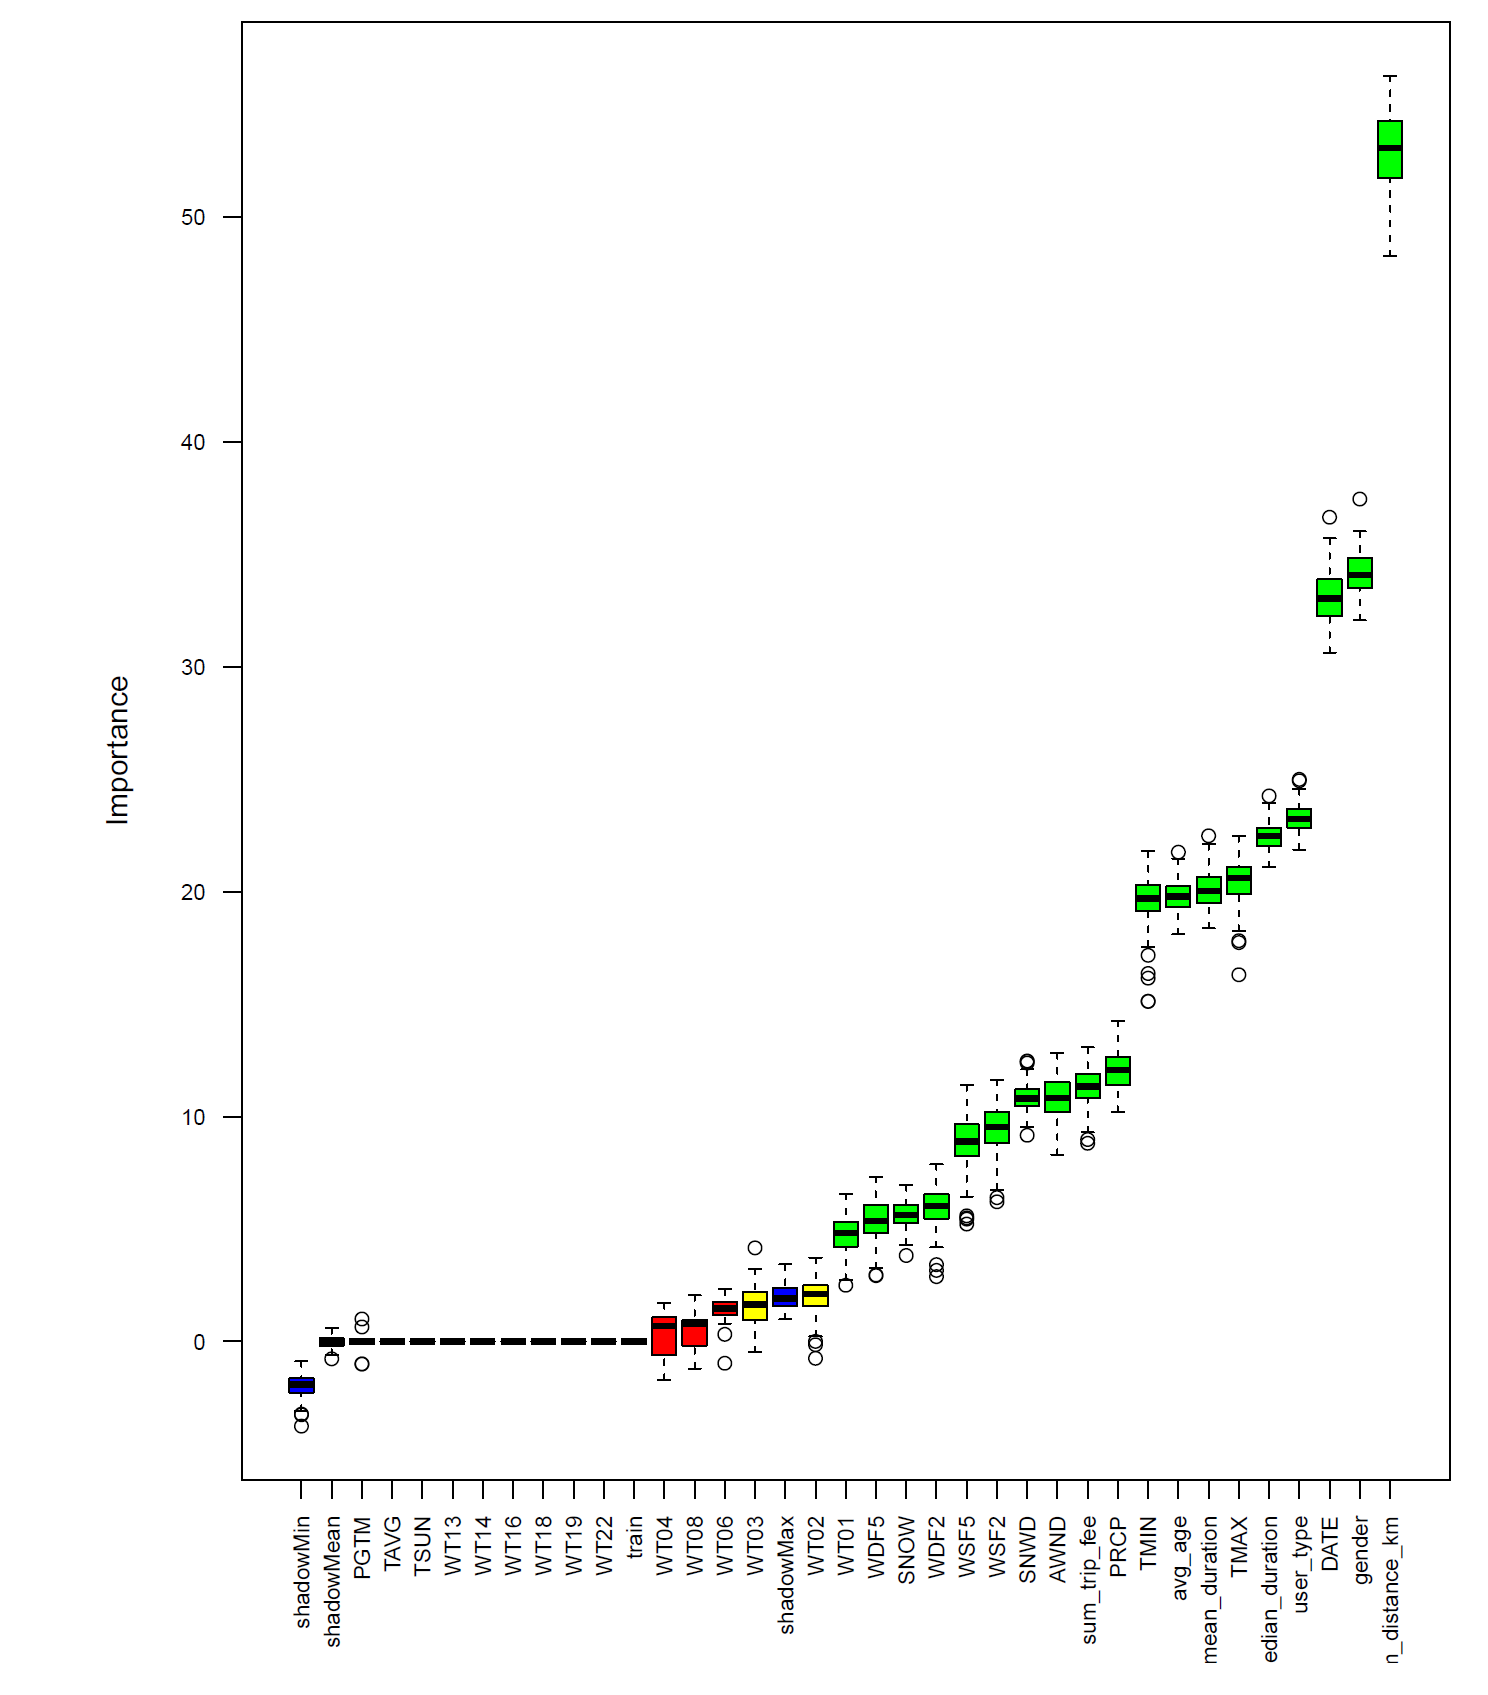 Importance
50
40
30
20
10
0
shadowMin
shadowMean
PGTM
TAVG
TSUN
WT13
WT14
WT16
WT18
WT19
WT22
train
WT04
WT08
WT06
WT03
shadowMax
WT02
WT01
WDF5
SNOW
WDF2
WSF5
WSF2
SNWD
AWND
sum_trip_fee
PRCP
TMIN
avg_age
mean_duration
TMAX
edian_duration
user_type
DATE
gender
n_distance_km